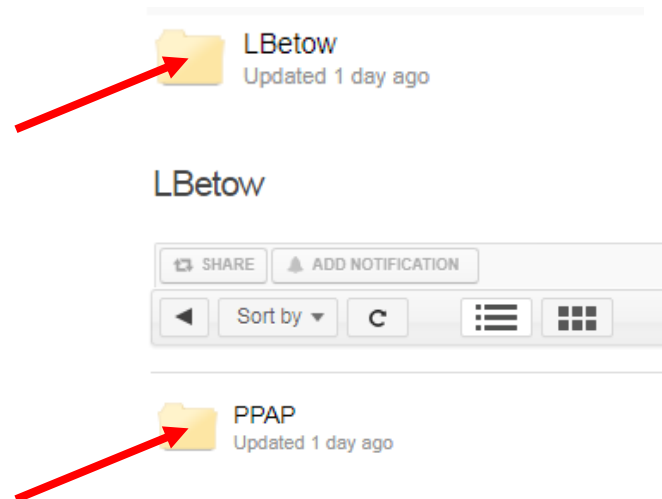 LBetow
Updated 1 day ago
LBetow
SHARE ADD NOTIFICATION
Sort by
PPAP
Updated 1 day ago